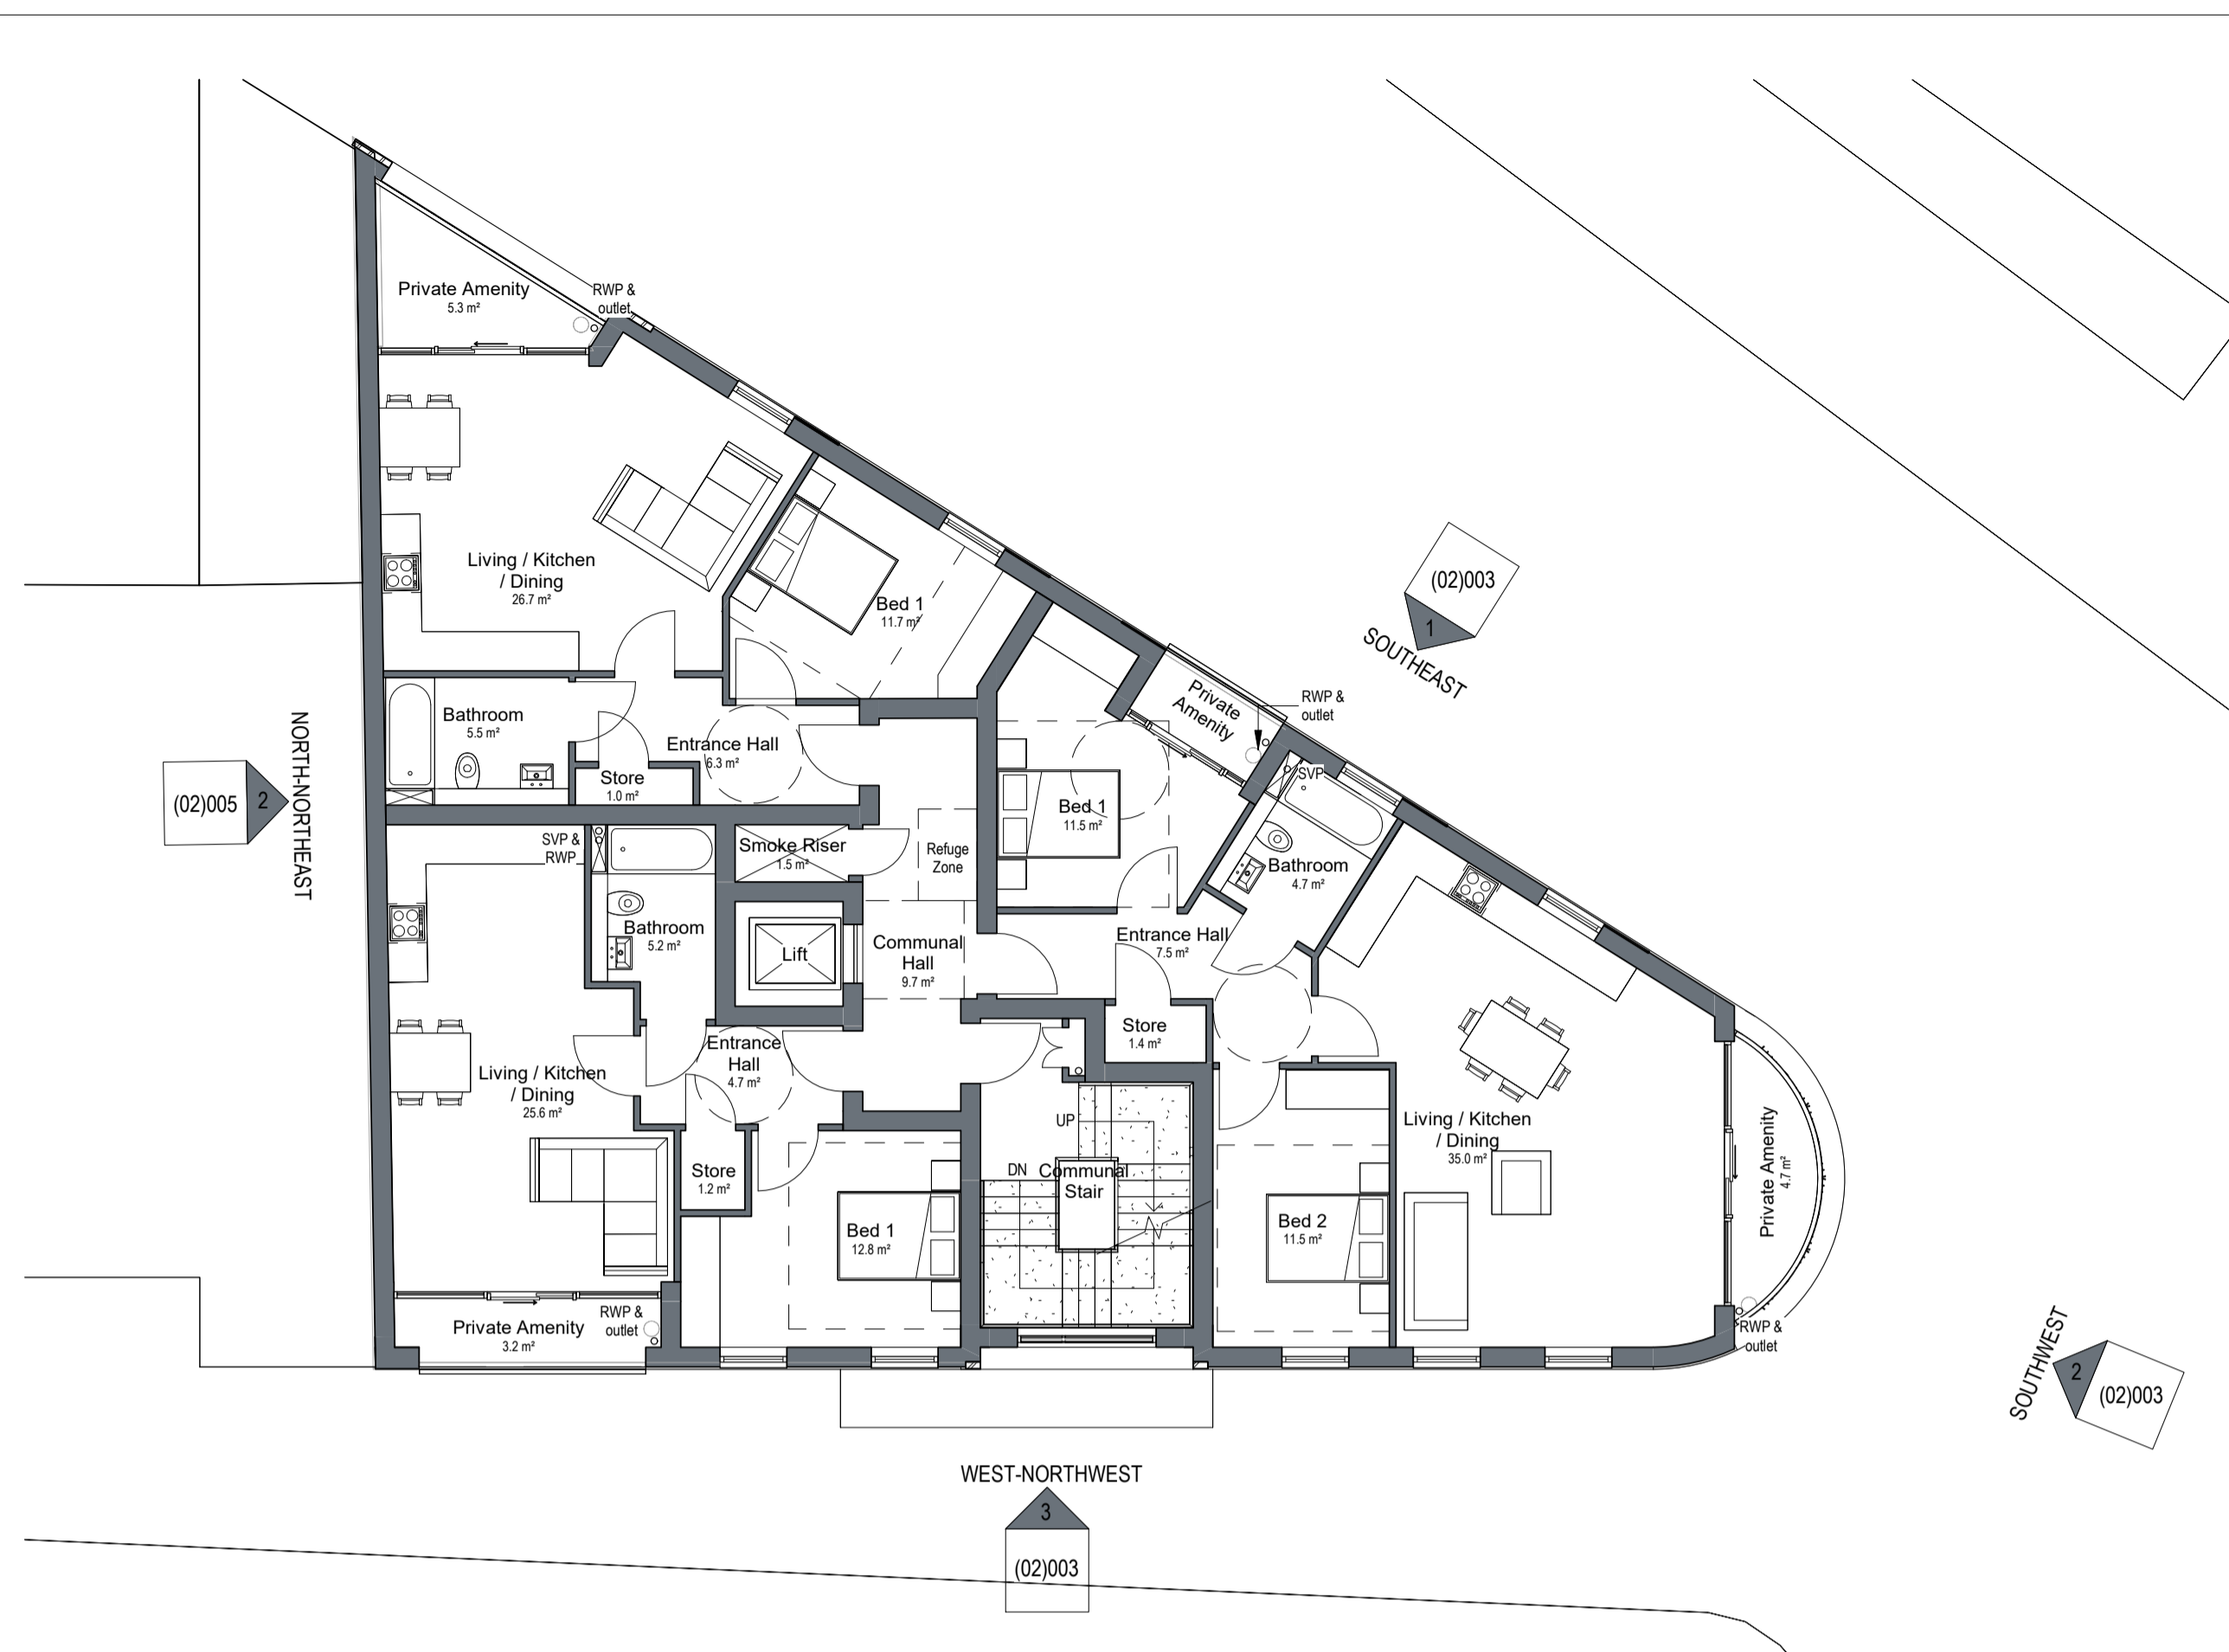 Private Amenity
5.3 m²
RWP &
outlet
Living / Kitchen
/ Dining
26.7 m²
Bed 1
11.7 m²
(02)003
1
SOUTHEAST
Private
Amenity
RWP &
outlet
Bathroom
5.5 m²
Entrance Hall
6.3 m²
Store
1.0 m²
NORTH-NORTHEAST
(02)005
2
SVP
Bed 1
11.5 m²
SVP &
RWP
Smoke Riser
1.5 m²
Refuge
Zone
Bathroom
4.7 m²
Bathroom
5.2 m²
Lift
Communal
Hall
9.7 m²
Entrance Hall
7.5 m²
Store
1.4 m²
Entrance
Hall
4.7 m²
Living / Kitchen
/ Dining
25.6 m²
UP
DN
Communal
Stair
Living / Kitchen
/ Dining
35.0 m²
Private Amenity
4.7 m²
Store
1.2 m²
Bed 1
12.8 m²
Bed 2
11.5 m²
RWP &
outlet
Private Amenity
3.2 m²
RWP &
outlet
SOUTHWEST
2
(02)003
WEST-NORTHWEST
3
(02)003